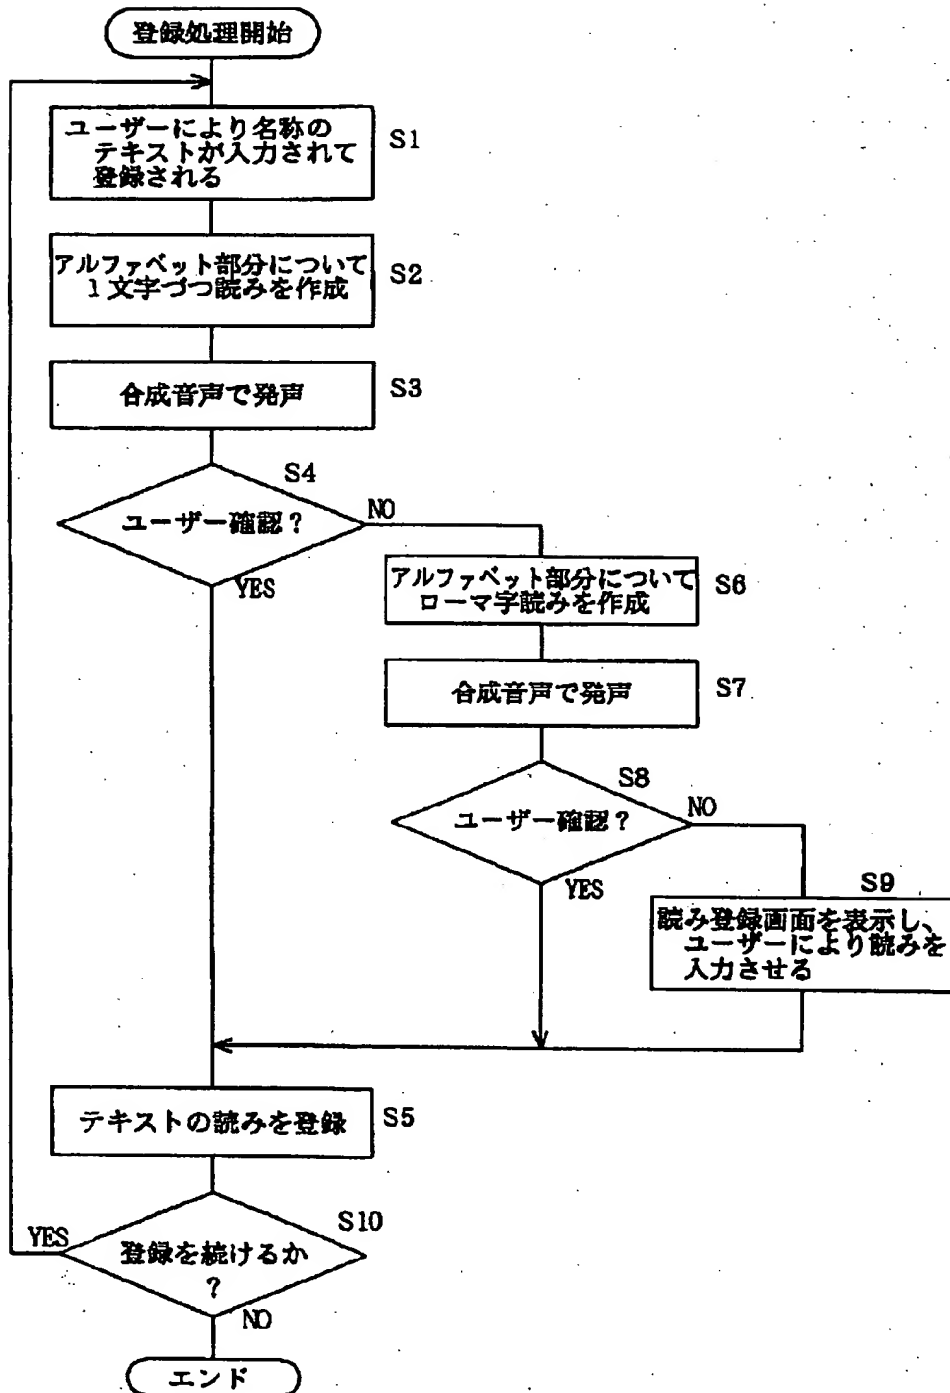 登録処理開始
ユーザーにより名称の
テキストが入力されて
登録される
S1
アルファベット部分について
1文字づつ読みを作成
S2
合成音声で発声
S3
S4
ユーザー確認?
NO
YES
アルファベット部分について
ローマ字読みを作成
S6
合成音声で発声
S7
S8
ユーザー確認?
NO
YES
S9
読み登録画面を表示し、
ユーザーにより読みを
入力させる
テキストの読みを登録
S5
S10
YES
登録を続けるか
?
NO
エンド